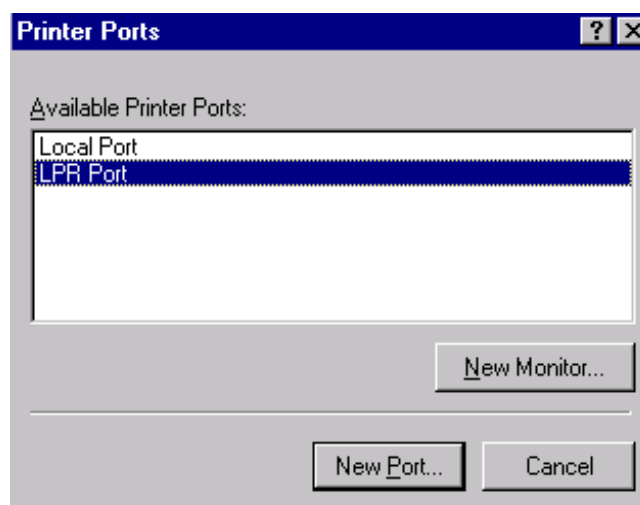 Printer Ports
Available Printer Ports:
Local Port
LPR Port
New Monitor...
New Port...
Cancel